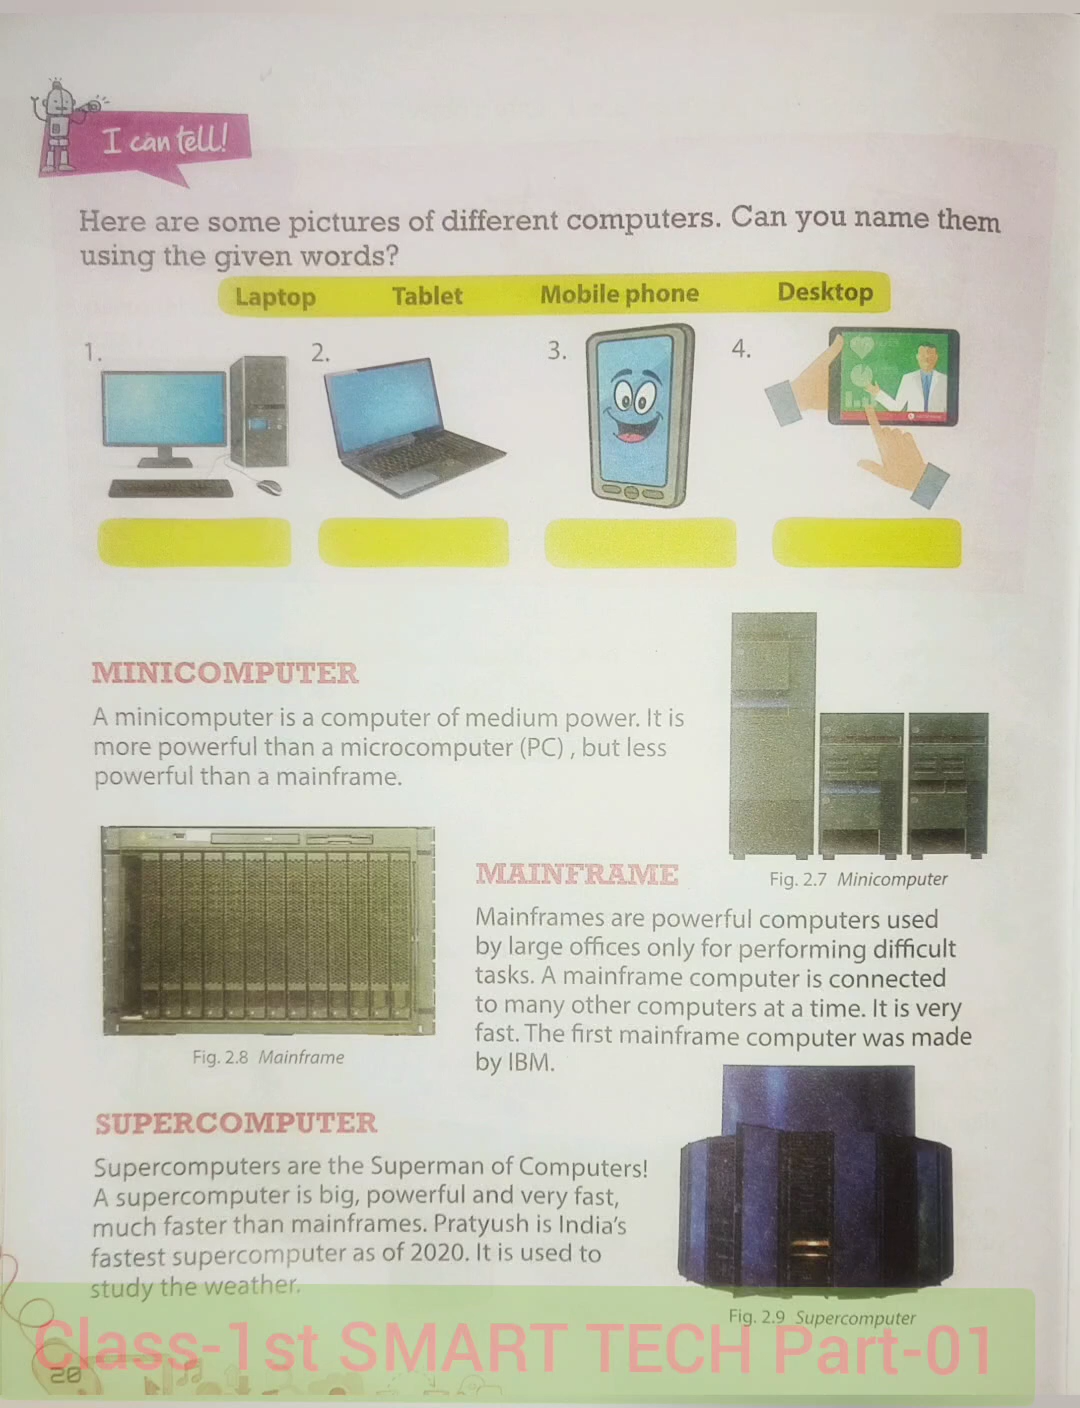 I can tell!
Here are some pictures of different computers. Can you name them
using the given words?
Laptop Tablet Mobile phone Desktop
1. 2. 3. 4.
MINICOMPUTER
A minicomputer is a computer of medium power. It is
more powerful than a microcomputer (PC) , but less
powerful than a mainframe.
Fig. 2.7 Minicomputer
MAINFRAME
Mainframes are powerful computers used
by large offices only for performing difficult
tasks. A mainframe computer is connected
to many other computers at a time. It is very
fast. The first mainframe computer was made
by IBM.
Fig. 2.8 Mainframe
SUPERCOMPUTER
Supercomputers are the Superman of Computers!
A supercomputer is big, powerful and very fast,
much faster than mainframes. Pratyush is India's
fastest supercomputer as of 2020. It is used to
study the weather.
Fig. 2.9 Supercomputer
Class-1st SMART TECH Part-01
20